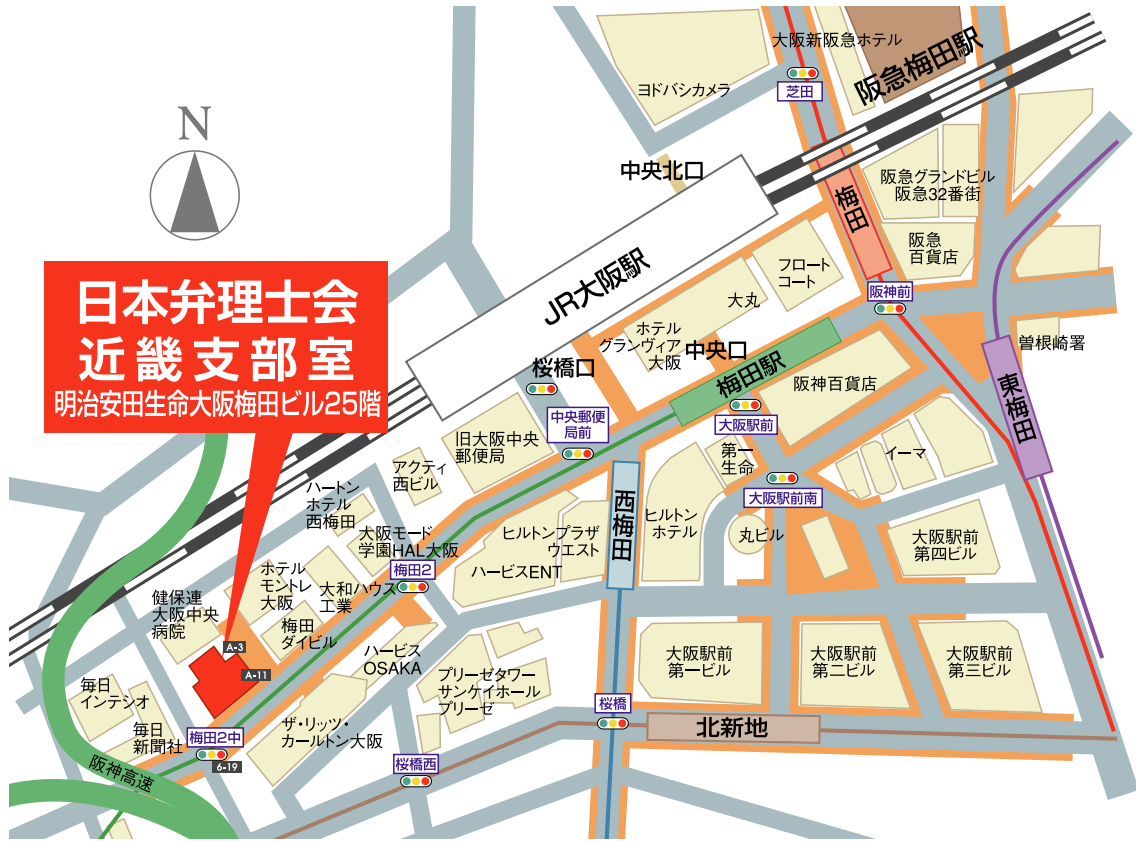 大阪新阪急ホテル
阪急梅田駅
ヨドバシカメラ
芝田
N
中央北口
梅田
阪急グランドビル
阪急32番街
阪急
百貨店
フロート
コート
JR大阪駅
大丸
阪神前
日本弁理士会
近畿支部室
明治安田生命大阪梅田ビル25階
ホテル
グランヴィア
大阪
中央口
曽根崎署
桜橋口
梅田駅
阪神百貨店
東梅田
中央郵便
局前
大阪駅前
旧大阪中央
郵便局
第一
生命
イーマ
アクティ
西ビル
大阪駅前南
ハートン
ホテル
西梅田
西梅田
ヒルトン
ホテル
丸ビル
大阪モード
学園HAL大阪
ヒルトンプラザ
ウエスト
大阪駅前
第四ビル
梅田2
ハービスENT
ホテル
モントレ
大阪
大和ハウス
工業
健保連
大阪中央
病院
梅田
ダイビル
A-3
A-11
ハービス
OSAKA
大阪駅前
第一ビル
大阪駅前
第二ビル
大阪駅前
第三ビル
プリーゼタワー
サンケイホール
プリーゼ
毎日
インテシオ
毎日
新聞社
梅田2中
6-19
ザ・リッツ・
カールトン大阪
桜橋
北新地
桜橋西
阪神高速